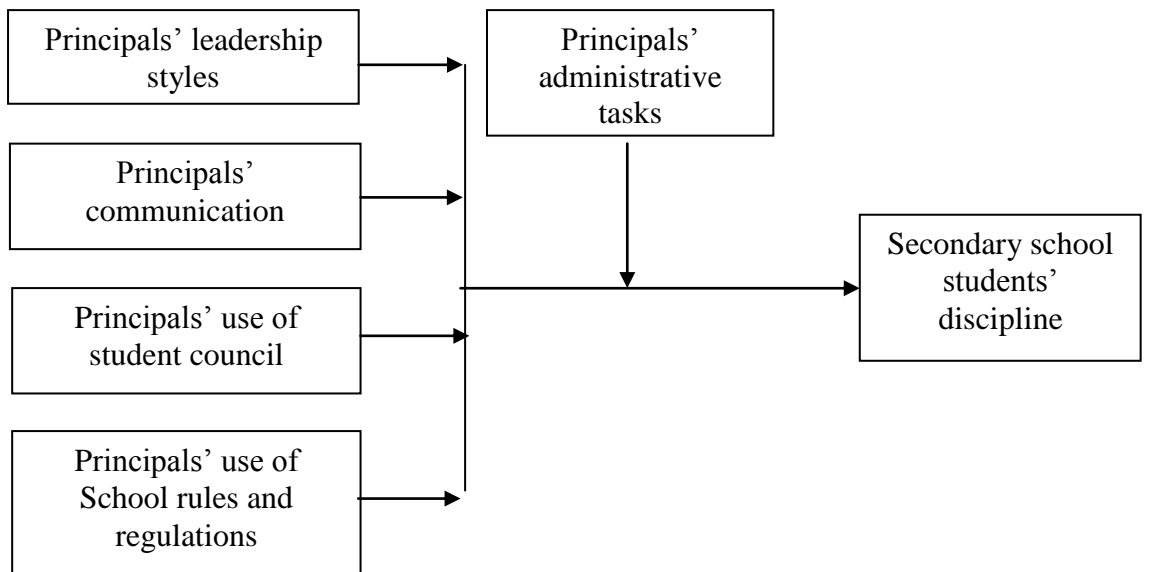 Principals’ leadership
styles
Principals’
communication
Principals’ use of
student council
Principals’ use of
School rules and
regulations
Principals’
administrative
tasks
Secondary school
students’
discipline